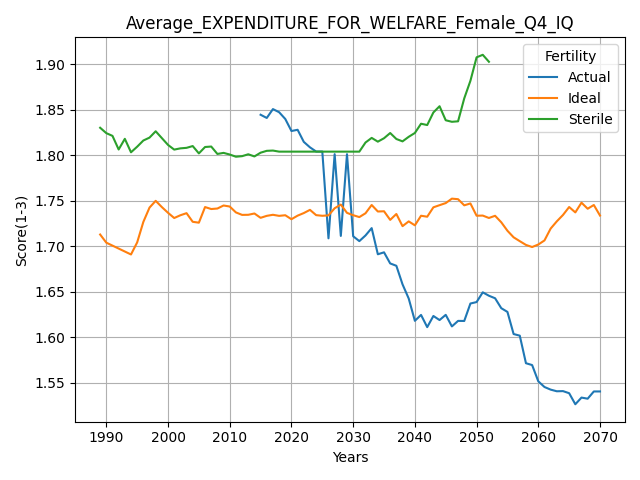 Average_EXPENDITURE_FOR_WELFARE_Female_Q4_IQ
Fertility
Actual
Ideal
Sterile
Score(1-3)
1.90
1.85
1.80
1.75
1.70
1.65
1.60
1.55
1990 2000 2010 2020 2030 2040 2050 2060 2070
Years